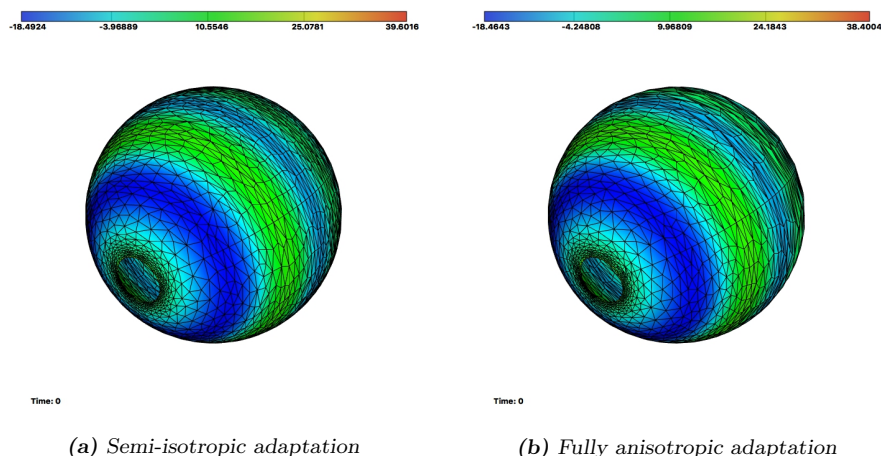 -18.4924 -3.96889 10.5546 25.0781 39.6016
-18.4643 -4.24808 9.96809 24.1843 38.4004
Time: 0
Time: 0
(a) Semi-isotropic adaptation
(b) Fully anisotropic adaptation